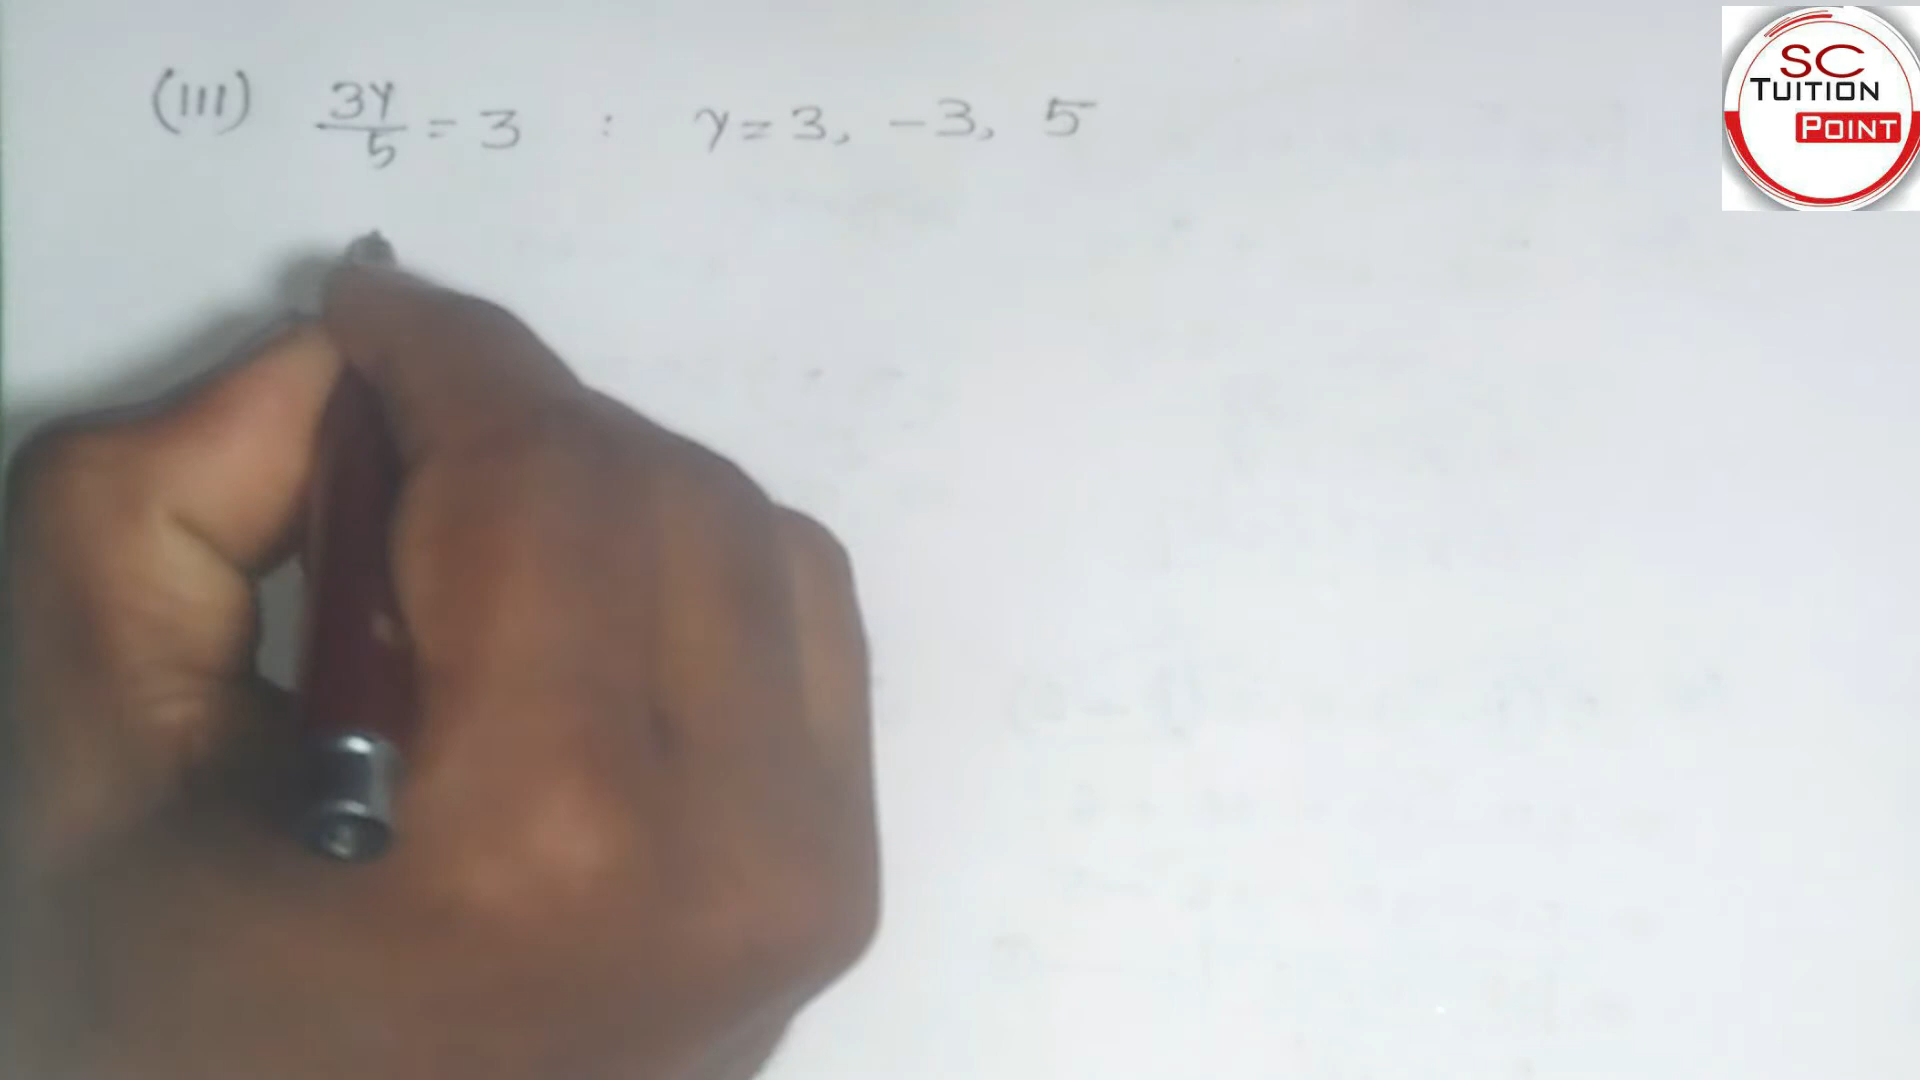 (III) 3y/5 = 3 : y = 3, -3, 5
SC
TUITION
POINT